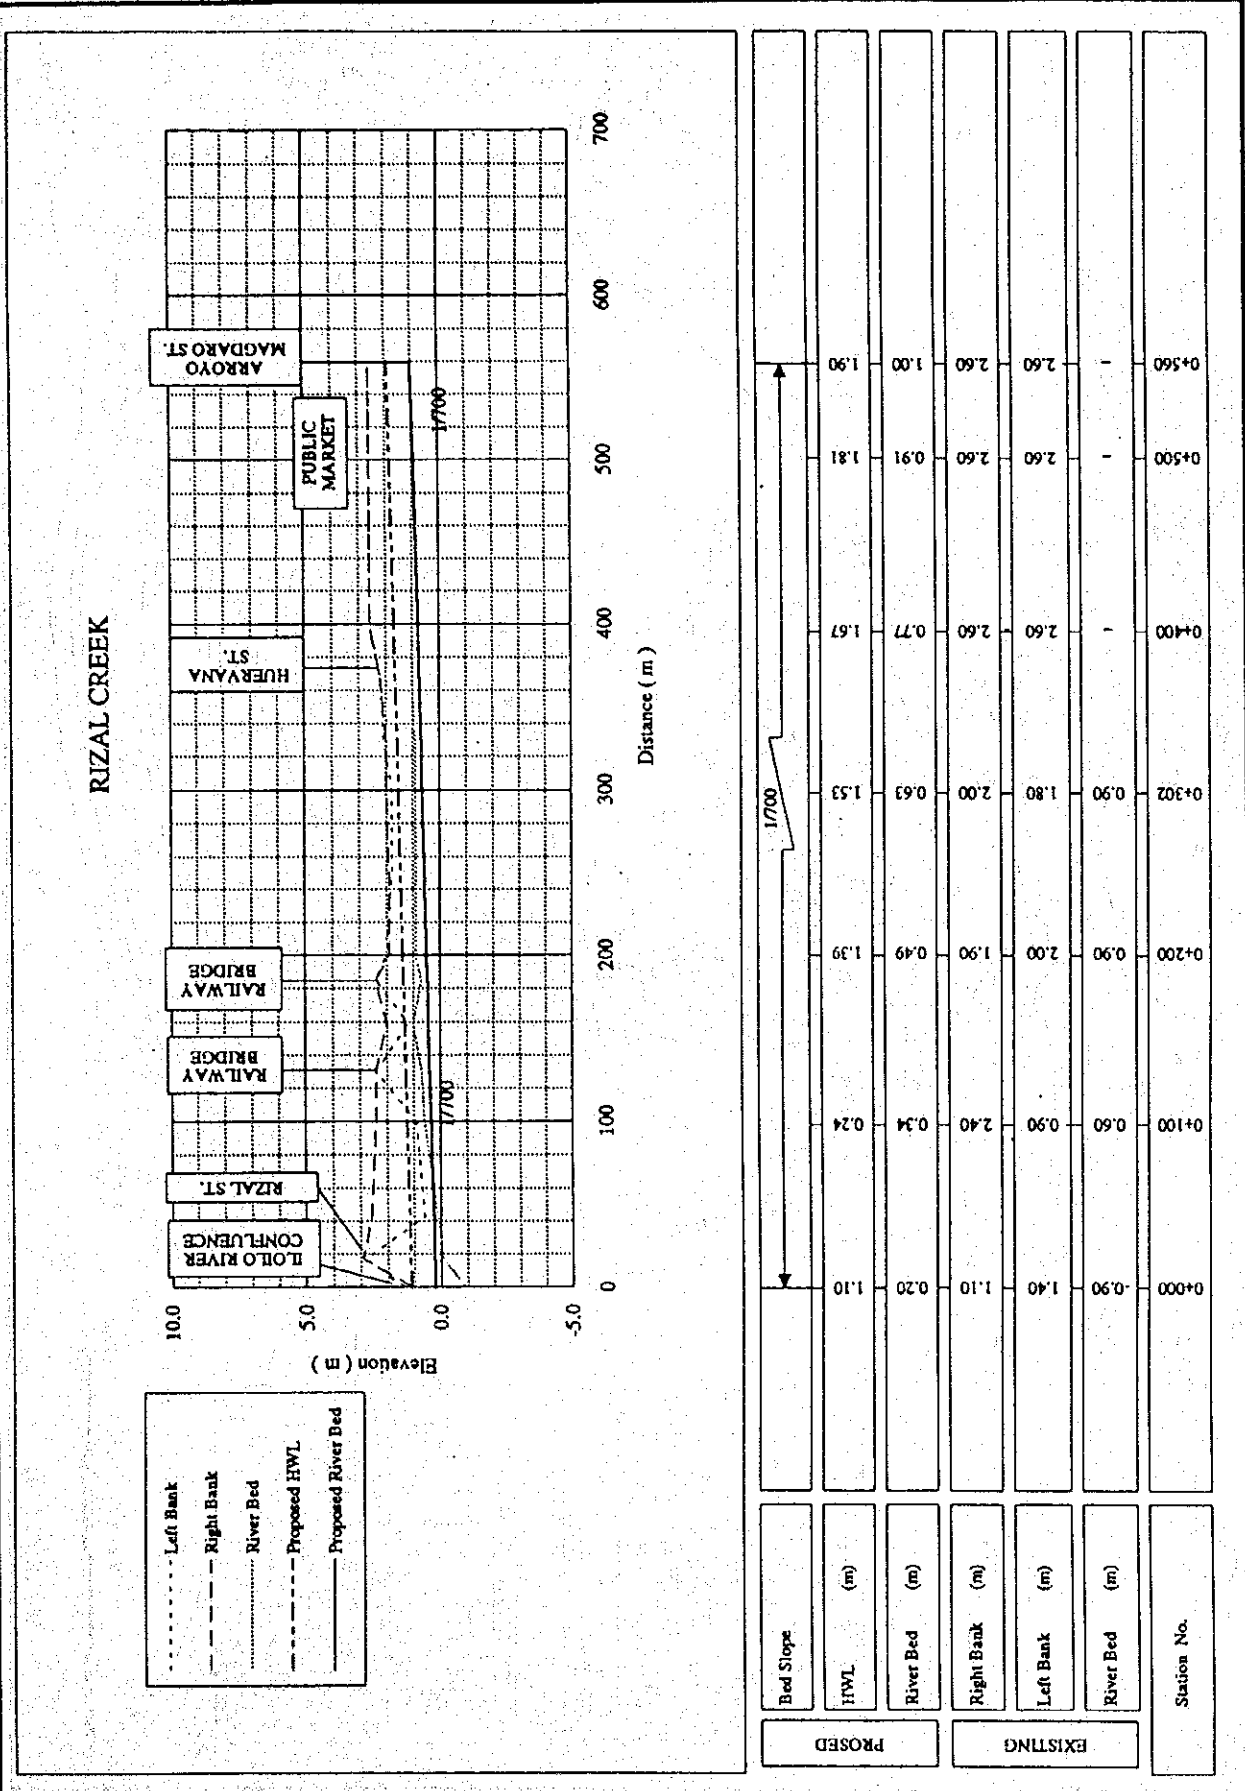 RIZAL CREEK
Left Bank
Right Bank
River Bed
Proposed HWL
Proposed River Bed
Elevation ( m )
10.0
5.0
0.0
-5.0
ILOILO RIVER
CONFLUENCE
RIZAL ST.
RAILWAY
BRIDGE
RAILWAY
BRIDGE
HUERVANA
ST.
PUBLIC
MARKET
ARROYO
MAGDARO ST.
1/700
1/700
0
100
200
300
400
500
600
700
Distance ( m )
PROSED
Bed Slope
1/700
HWL (m)
1.10
0.24
1.39
1.53
1.67
1.81
1.90
River Bed (m)
0.20
0.34
0.49
0.63
0.77
0.91
1.00
EXISTING
Right Bank (m)
1.10
2.40
1.90
2.00
2.60
2.60
2.60
Left Bank (m)
1.40
0.90
2.00
1.80
2.60
2.60
2.60
River Bed (m)
-0.90
0.60
0.90
0.90
-
-
-
Station No.
0+000
0+100
0+200
0+302
0+400
0+500
0+560